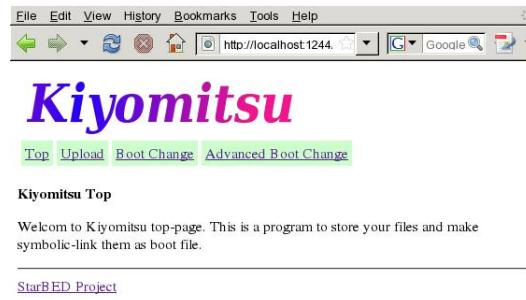 File Edit View History Bookmarks Tools Help
http://localhost:1244. G Google
Kiyomitsu
Top Upload Boot Change Advanced Boot Change
Kiyomitsu Top
Welcom to Kiyomitsu top-page. This is a program to store your files and make
symbolic-link them as boot file.
StarBED Project